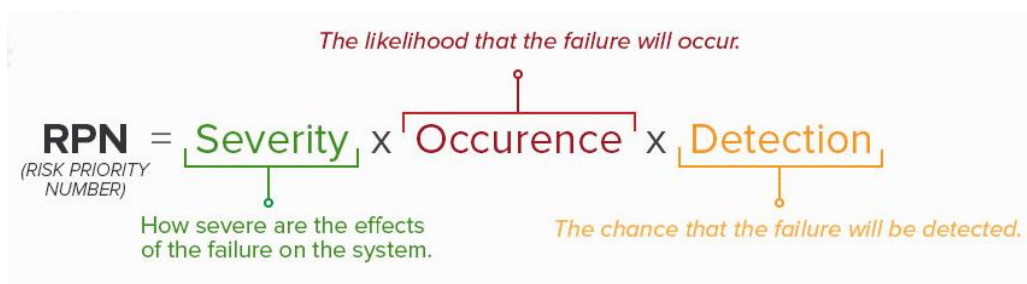 The likelihood that the failure will occur.
RPN = Severity x Occurence x Detection
(RISK PRIORITY
NUMBER)
How severe are the effects
of the failure on the system.
The chance that the failure will be detected.